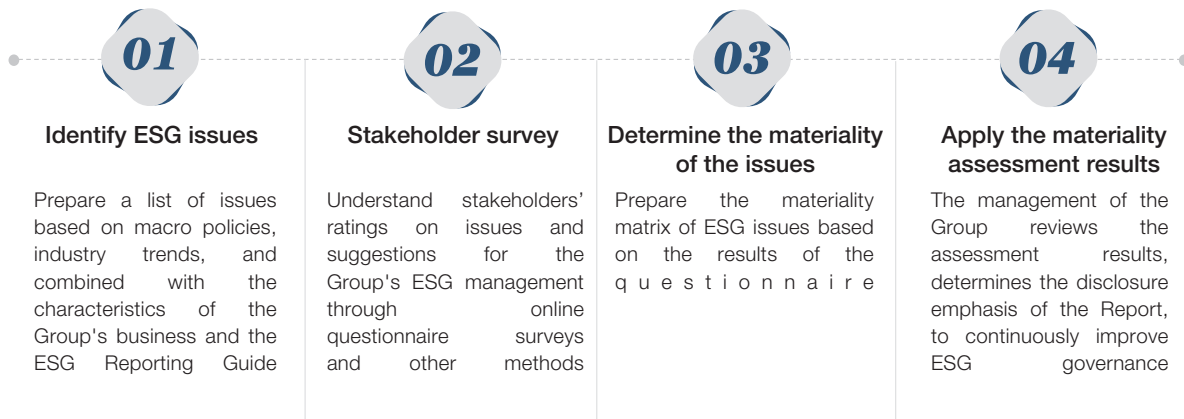 01
Identify ESG issues
Prepare a list of issues
based on macro policies,
industry trends, and
combined with the
characteristics of the
Group's business and the
ESG Reporting Guide
02
Stakeholder survey
Understand stakeholders’
ratings on issues and
suggestions for the
Group's ESG management
through online
questionnaire surveys
and other methods
03
Determine the materiality
of the issues
Prepare the materiality
matrix of ESG issues based
on the results of the
questionnaire
04
Apply the materiality
assessment results
The management of the
Group reviews the
assessment results,
determines the disclosure
emphasis of the Report,
to continuously improve
ESG governance